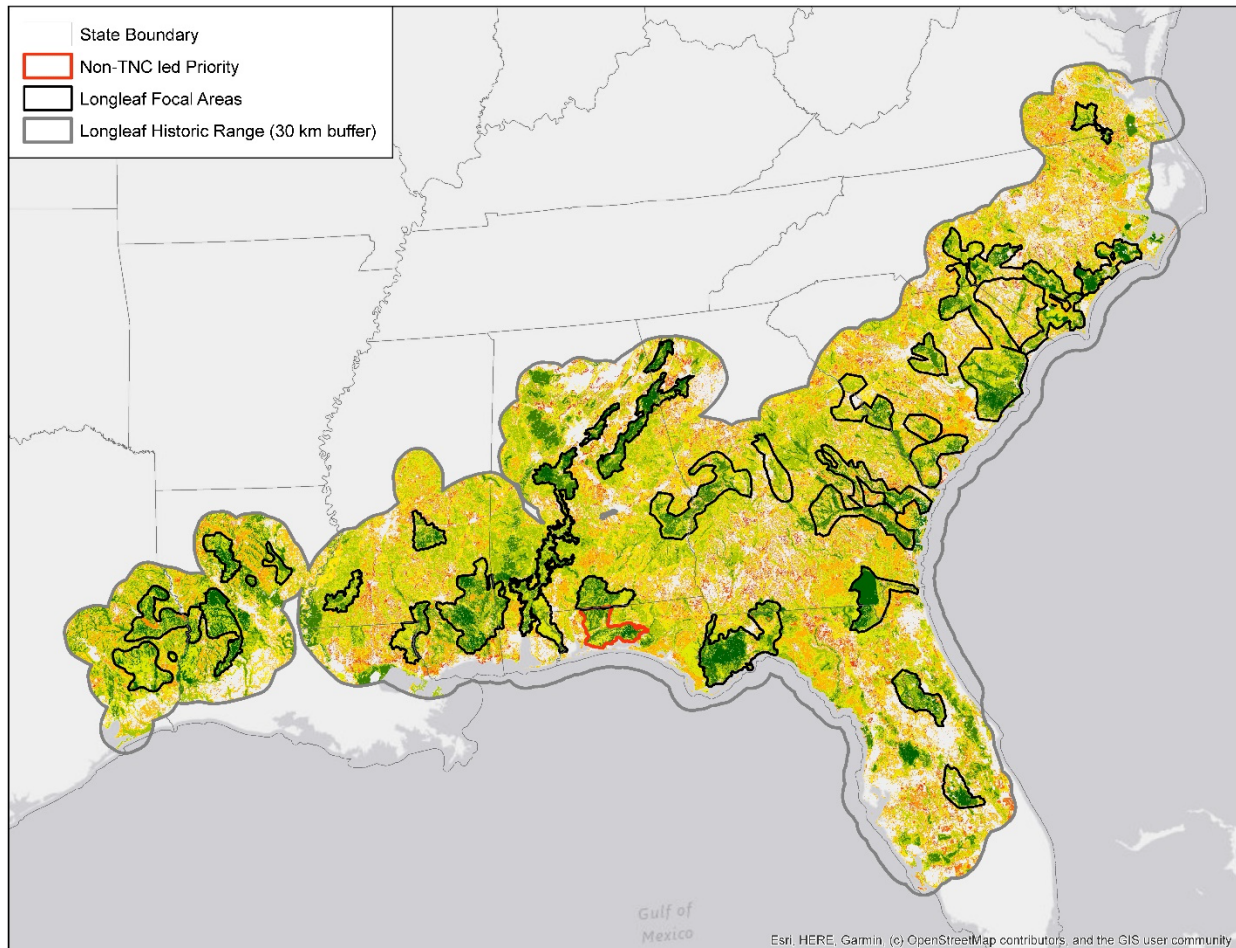 State Boundary
Non-TNC led Priority
Longleaf Focal Areas
Longleaf Historic Range (30 km buffer)
Gulf of
Mexico
Esri, HERE, Garmin, (c) OpenStreetMap contributors, and the GIS user community